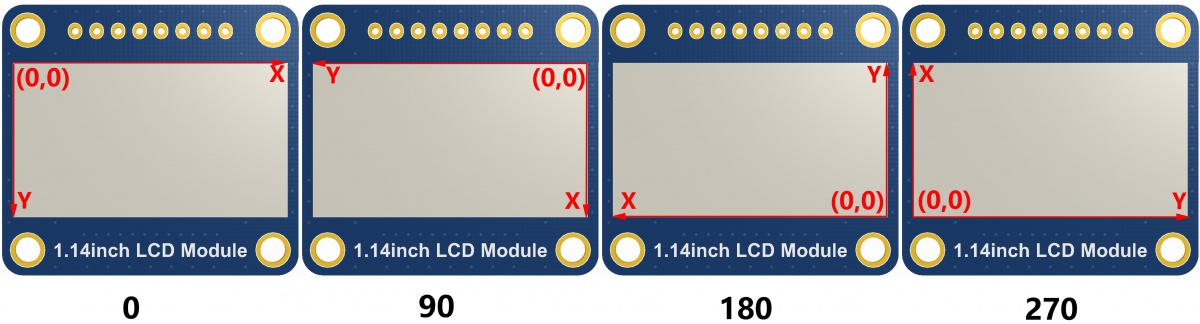 (0,0)
X
Y
1.14inch LCD Module
0
Y
(0,0)
X
1.14inch LCD Module
90
Y
X
(0,0)
1.14inch LCD Module
180
X
(0,0)
Y
1.14inch LCD Module
270